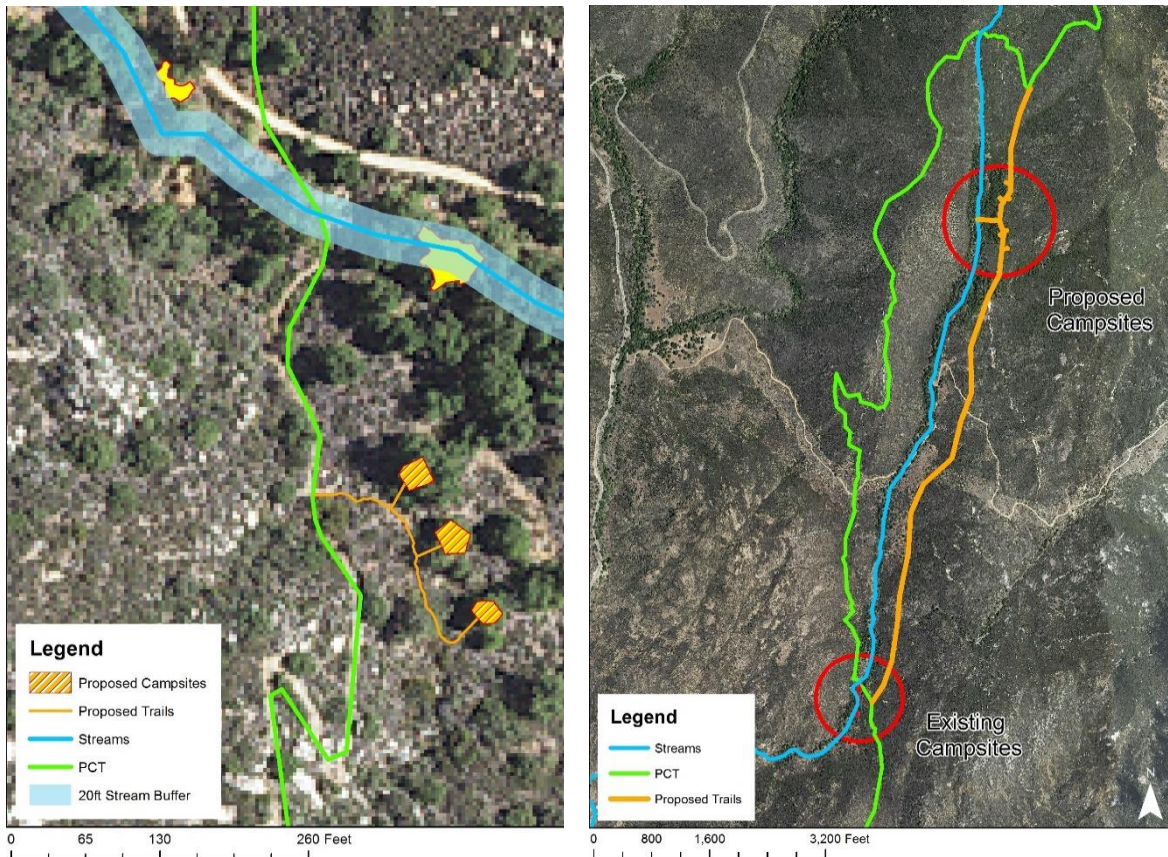 Legend
Proposed Campsites
Proposed Trails
Streams
PCT
20ft Stream Buffer
0 65 130 260 Feet
Proposed
Campsites
Existing
Campsites
Legend
Streams
PCT
Proposed Trails
N
0 800 1,600 3,200 Feet